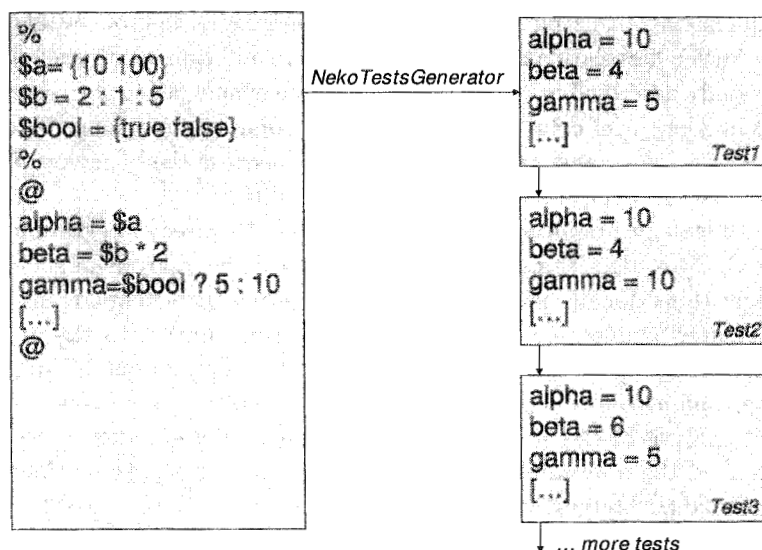 %
$a= {10 100}
$b = 2 : 1 : 5
$bool = {true false}
%
@
alpha = $a
beta = $b * 2
gamma=$bool ? 5 : 10
[...]
@
NekoTestsGenerator
alpha = 10
beta = 4
gamma = 5
[...]
Test1
alpha = 10
beta = 4
gamma = 10
[...]
Test2
alpha = 10
beta = 6
gamma = 5
[...]
Test3
... more tests